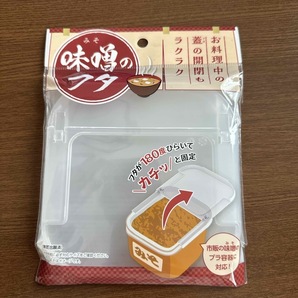 みそ
味噌の
フタ
お料理中の
蓋の開閉も
ラクラク
フタが180度ひらいて
カチッ
と固定
みそ
市販の味噌の
プラ容器に
対応!